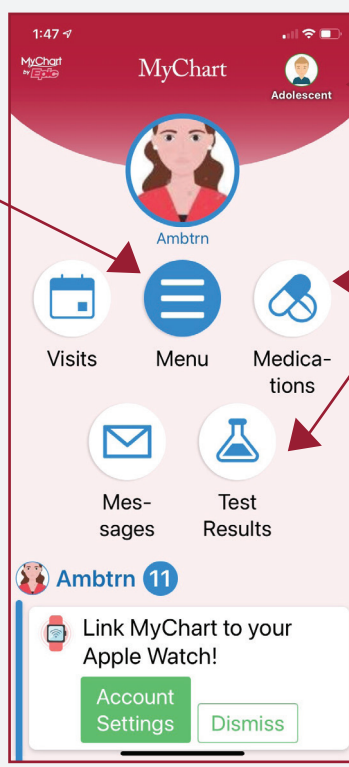 1:47
MyChart
by Epic
MyChart
Adolescent
Ambtrn
Visits
Menu
Medica-
tions
Mes-
sages
Test
Results
Ambtrn 11
Link MyChart to your
Apple Watch!
Account
Settings
Dismiss